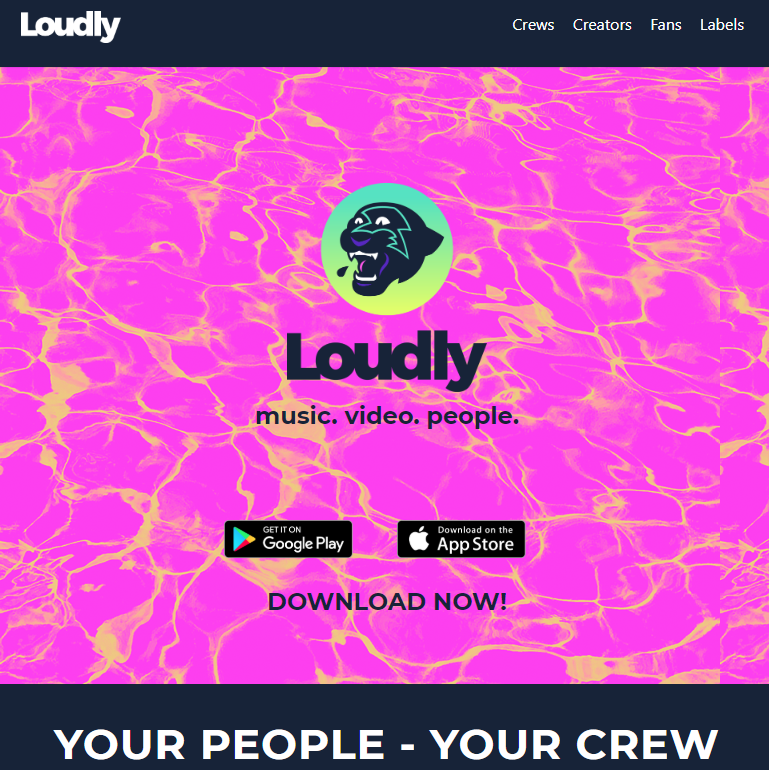 Loudly
Crews Creators Fans Labels
Loudly
music. video. people.
GET IT ON
Google Play
Download on the
App Store
DOWNLOAD NOW!
YOUR PEOPLE - YOUR CREW